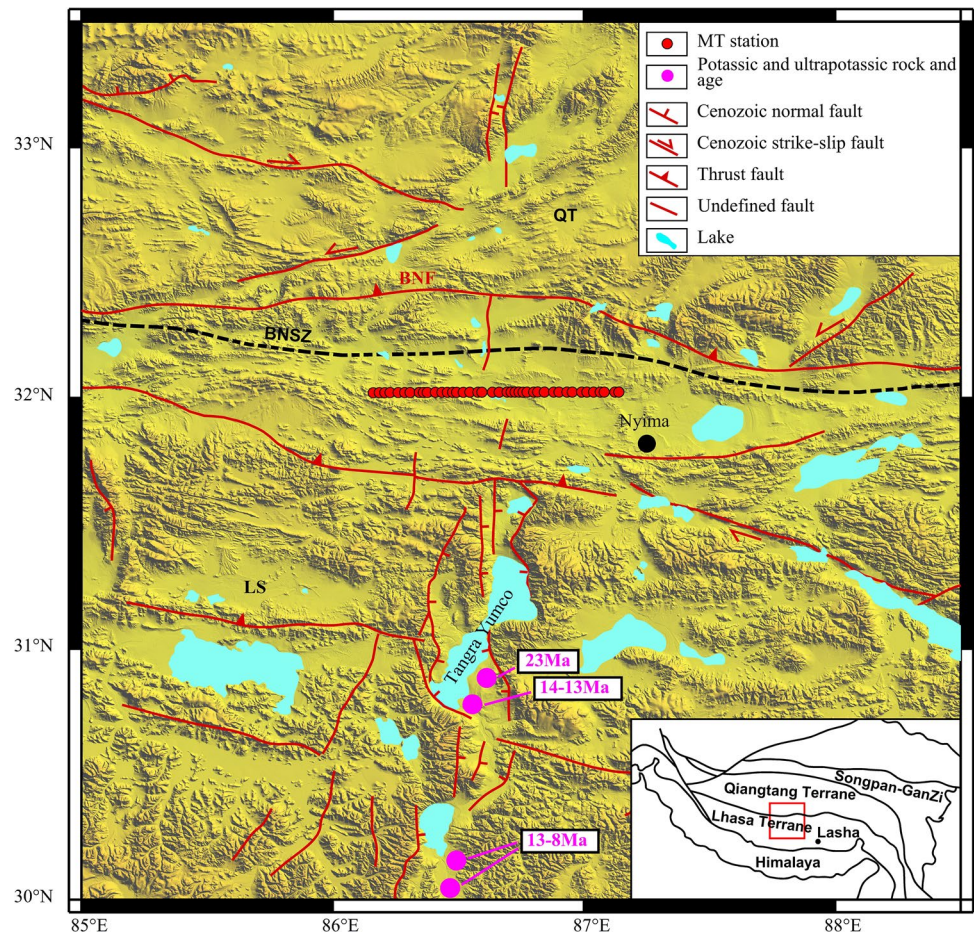 MT station
Potassic and ultrapotassic rock and
age
Cenozoic normal fault
Cenozoic strike-slip fault
Thrust fault
Undefined fault
Lake
33°N
QT
BNF
BNSZ
32°N
Nyima
LS
Tangra Yumco
31°N
23Ma
14-13Ma
13-8Ma
30°N
Songpan-GanZi
Qiangtang Terrane
Lhasa Terrane
Lasha
Himalaya
85°E
86°E
87°E
88°E